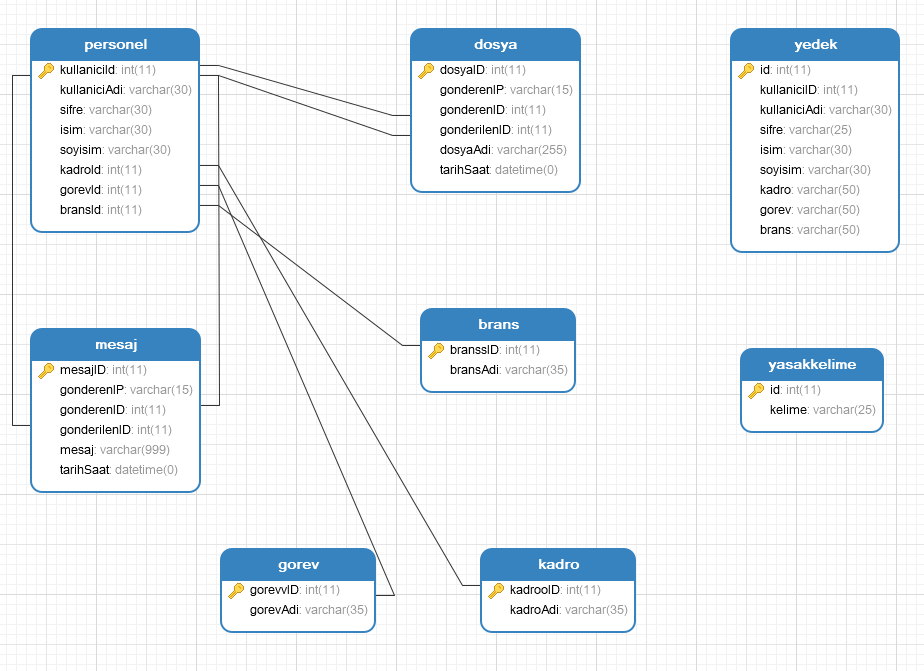 personel
kullaniciId: int(11)
kullaniciAdi: varchar(30)
sifre: varchar(30)
isim: varchar(30)
soyisim: varchar(30)
kadroId: int(11)
gorevId: int(11)
bransId: int(11)
dosya
dosyaID: int(11)
gonderenIP: varchar(15)
gonderenID: int(11)
gonderilenID: int(11)
dosyaAdi: varchar(255)
tarihSaat: datetime(0)
yedek
id: int(11)
kullaniciID: int(11)
kullaniciAdi: varchar(30)
sifre: varchar(25)
isim: varchar(30)
soyisim: varchar(30)
kadro: varchar(50)
gorev: varchar(50)
brans: varchar(50)
mesaj
mesajID: int(11)
gonderenIP: varchar(15)
gonderenID: int(11)
gonderilenID: int(11)
mesaj: varchar(999)
tarihSaat: datetime(0)
brans
branssID: int(11)
bransAdi: varchar(35)
yasakkelime
id: int(11)
kelime: varchar(25)
gorev
gorevvID: int(11)
gorevAdi: varchar(35)
kadro
kadrooID: int(11)
kadroAdi: varchar(35)